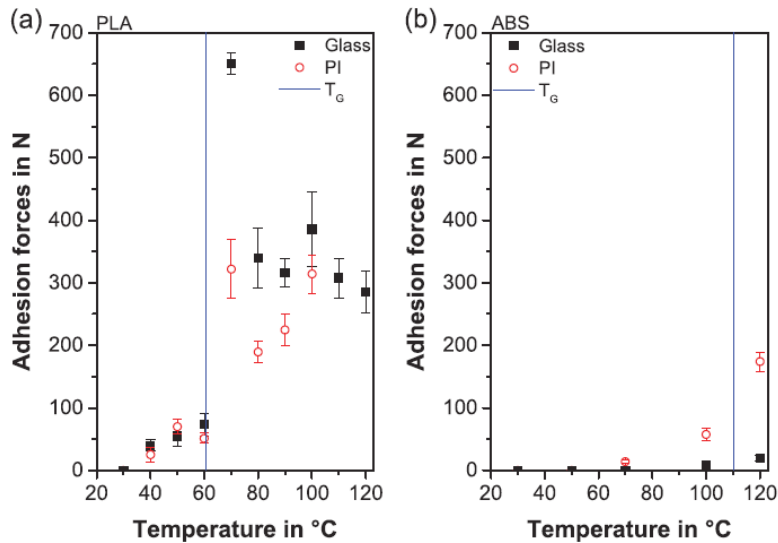 (a) PLA
Glass
PI
T_G
700
600
500
400
300
200
100
0
Adhesion forces in N
20 40 60 80 100 120
Temperature in °C
(b) ABS
Glass
PI
T_G
700
600
500
400
300
200
100
0
Adhesion forces in N
20 40 60 80 100 120
Temperature in °C